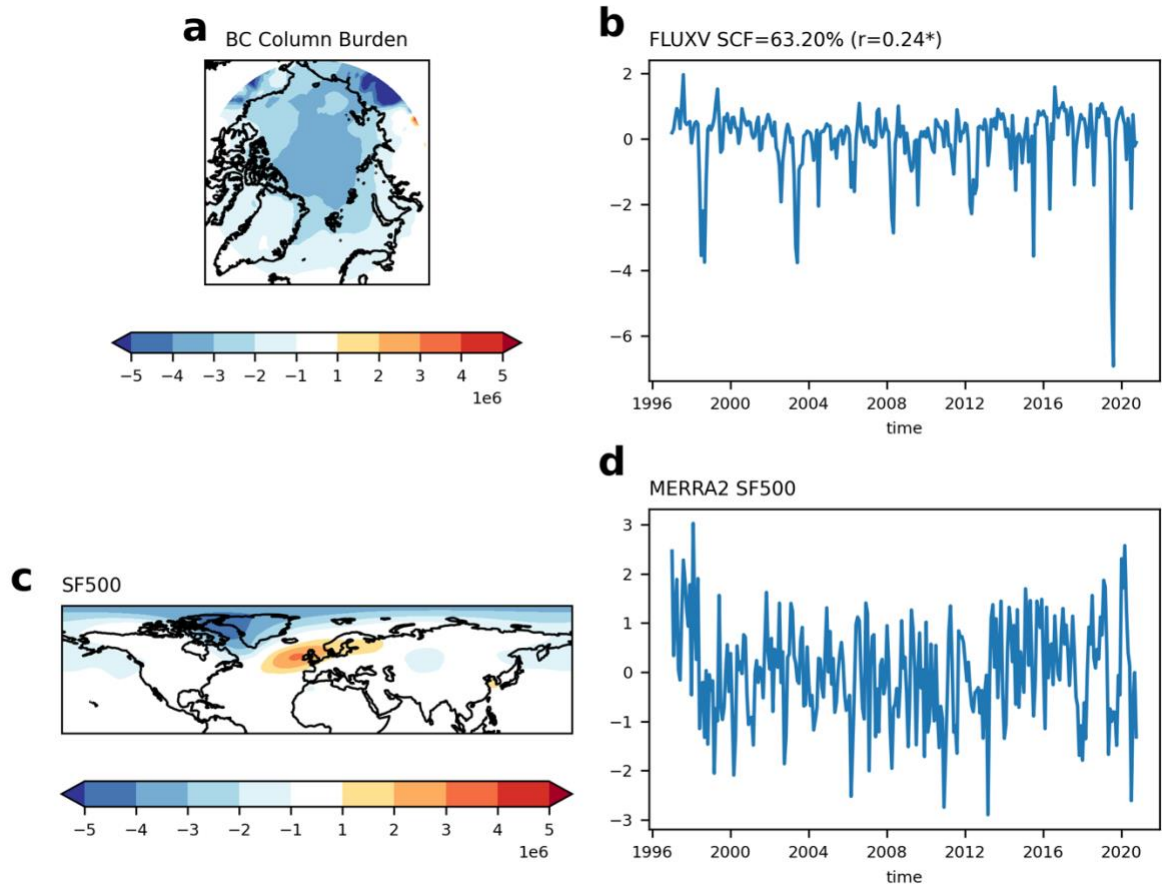 a
BC Column Burden
−5 −4 −3 −2 −1 1 2 3 4 5
1e6
b
FLUXV SCF=63.20% (r=0.24*)
2
0
−2
−4
−6
1996 2000 2004 2008 2012 2016 2020
time
c
SF500
−5 −4 −3 −2 −1 1 2 3 4 5
1e6
d
MERRA2 SF500
3
2
1
0
−1
−2
−3
1996 2000 2004 2008 2012 2016 2020
time